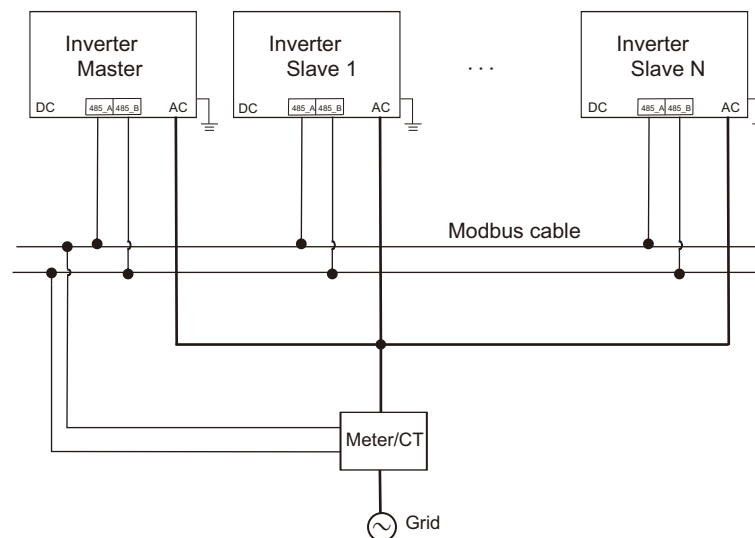 Inverter
Master
DC
485_A
485_B
AC
Inverter
Slave 1
DC
485_A
485_B
AC
...
Inverter
Slave N
DC
485_A
485_B
AC
Modbus cable
Meter/CT
Grid